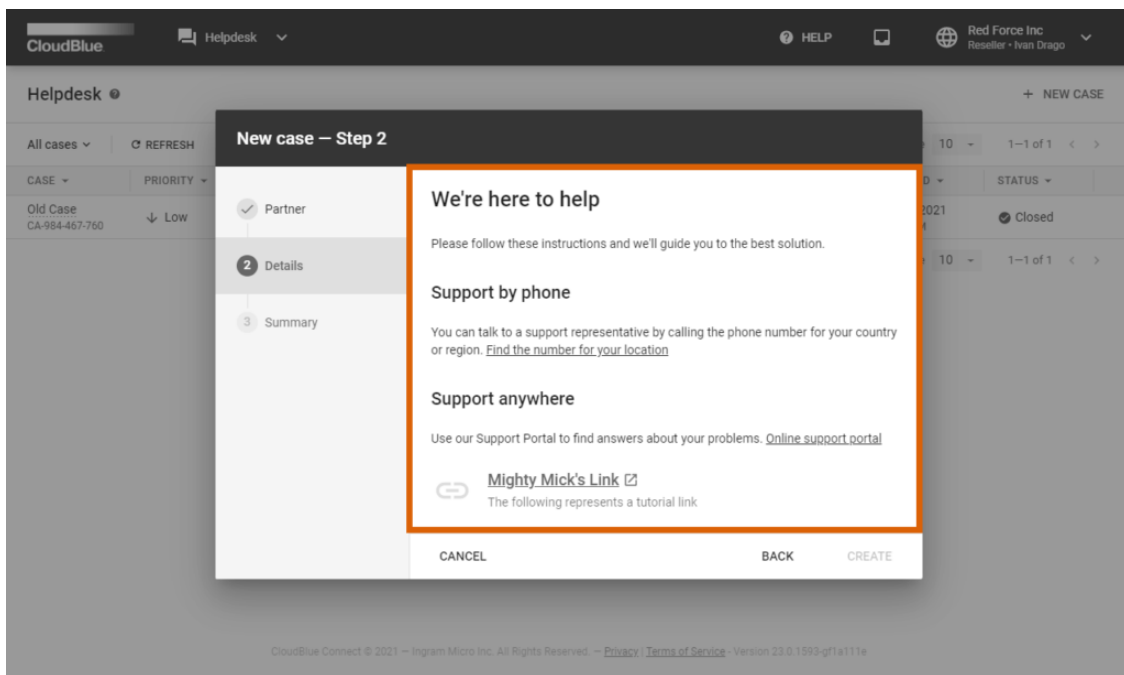 CloudBlue
Helpdesk
HELP
Red Force Inc
Reseller • Ivan Drago
Helpdesk
+ NEW CASE
All cases
REFRESH
10
1–1 of 1
CASE
PRIORITY
STATUS
Old Case
CA-984-467-760
Low
2021
Closed
10
1–1 of 1
New case — Step 2
Partner
2 Details
3 Summary
We're here to help
Please follow these instructions and we'll guide you to the best solution.
Support by phone
You can talk to a support representative by calling the phone number for your country
or region. Find the number for your location
Support anywhere
Use our Support Portal to find answers about your problems. Online support portal
Mighty Mick's Link
The following represents a tutorial link
CANCEL
BACK
CREATE
CloudBlue Connect © 2021 — Ingram Micro Inc. All Rights Reserved. — Privacy | Terms of Service - Version 23.0.1593-gf1a111e